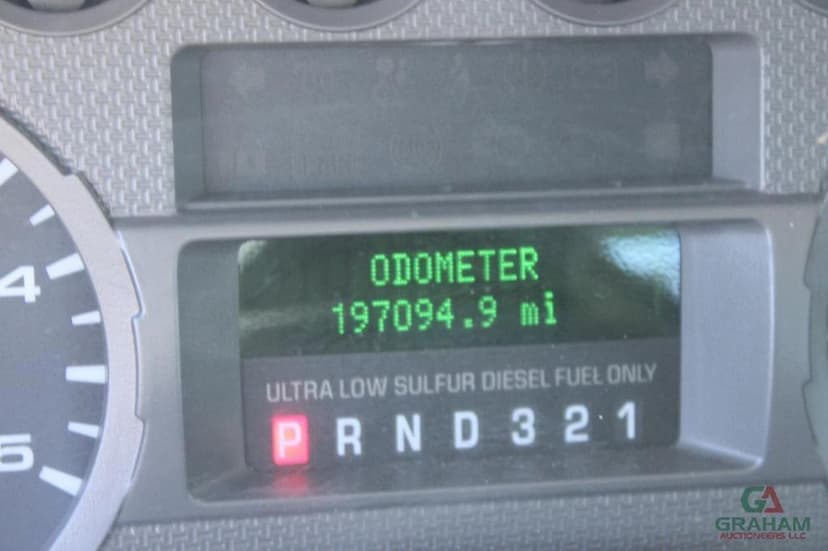 4
5
ODOMETER
197094.9 mi
ULTRA LOW SULFUR DIESEL FUEL ONLY
P R N D 3 2 1
GA
GRAHAM
AUCTIONEERS LLC